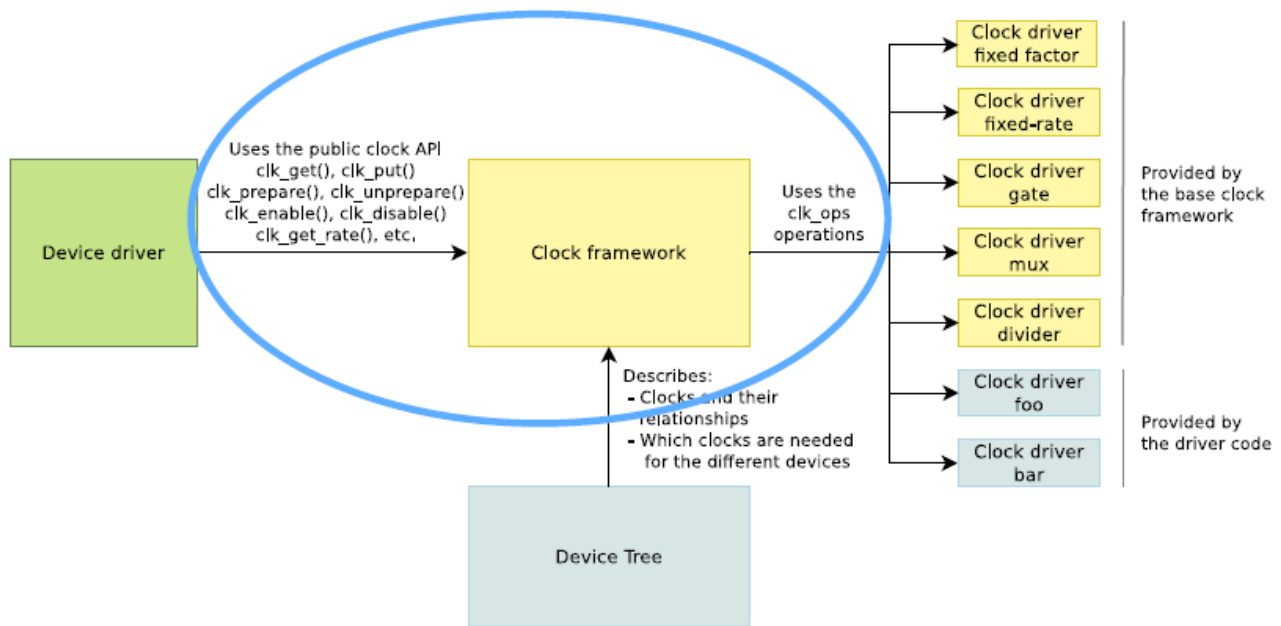 Clock driver
fixed factor
Clock driver
fixed-rate
Uses the public clock API
clk_get(), clk_put()
clk_prepare(), clk_unprepare()
clk_enable(), clk_disable()
clk_get_rate(), etc.
Device driver
Clock framework
Uses the
clk_ops
operations
Clock driver
gate
Clock driver
mux
Clock driver
divider
Provided by
the base clock
framework
Describes:
- Clocks and their
relationships
- Which clocks are needed
for the different devices
Clock driver
foo
Clock driver
bar
Provided by
the driver code
Device Tree